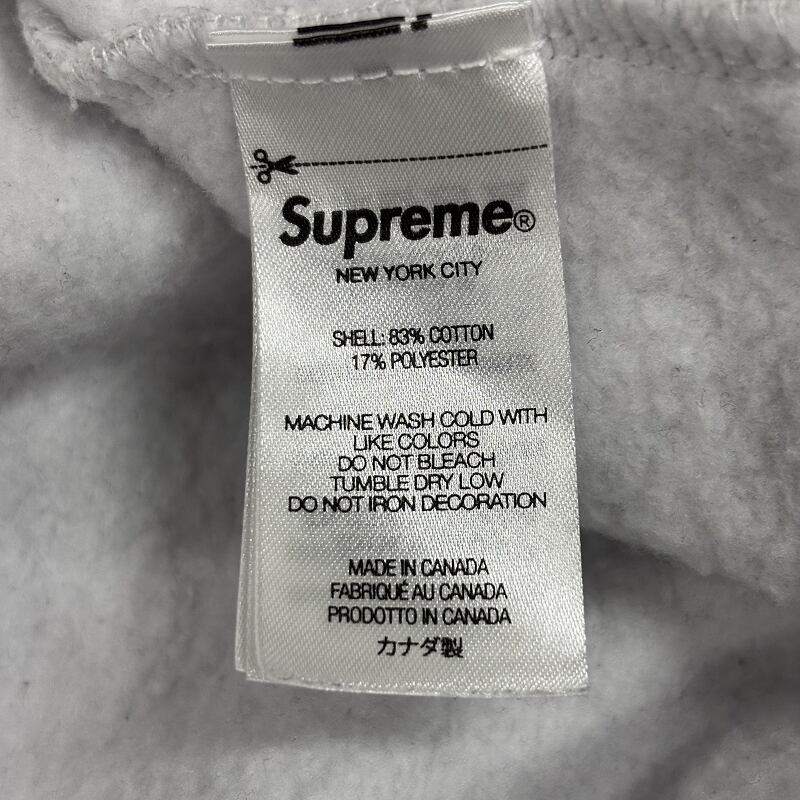 Supreme®
NEW YORK CITY
SHELL: 83% COTTON
17% POLYESTER
MACHINE WASH COLD WITH
LIKE COLORS
DO NOT BLEACH
TUMBLE DRY LOW
DO NOT IRON DECORATION
MADE IN CANADA
FABRIQUÉ AU CANADA
PRODOTTO IN CANADA
カナダ製